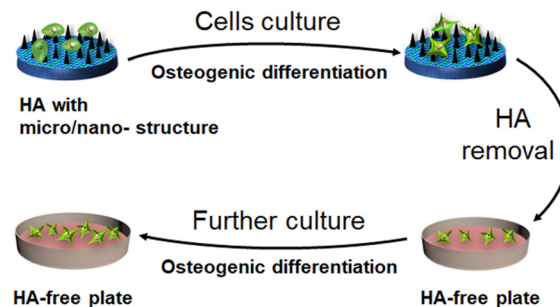 Cells culture
Osteogenic differentiation
HA with
micro/nano- structure
HA
removal
Further culture
Osteogenic differentiation
HA-free plate
HA-free plate